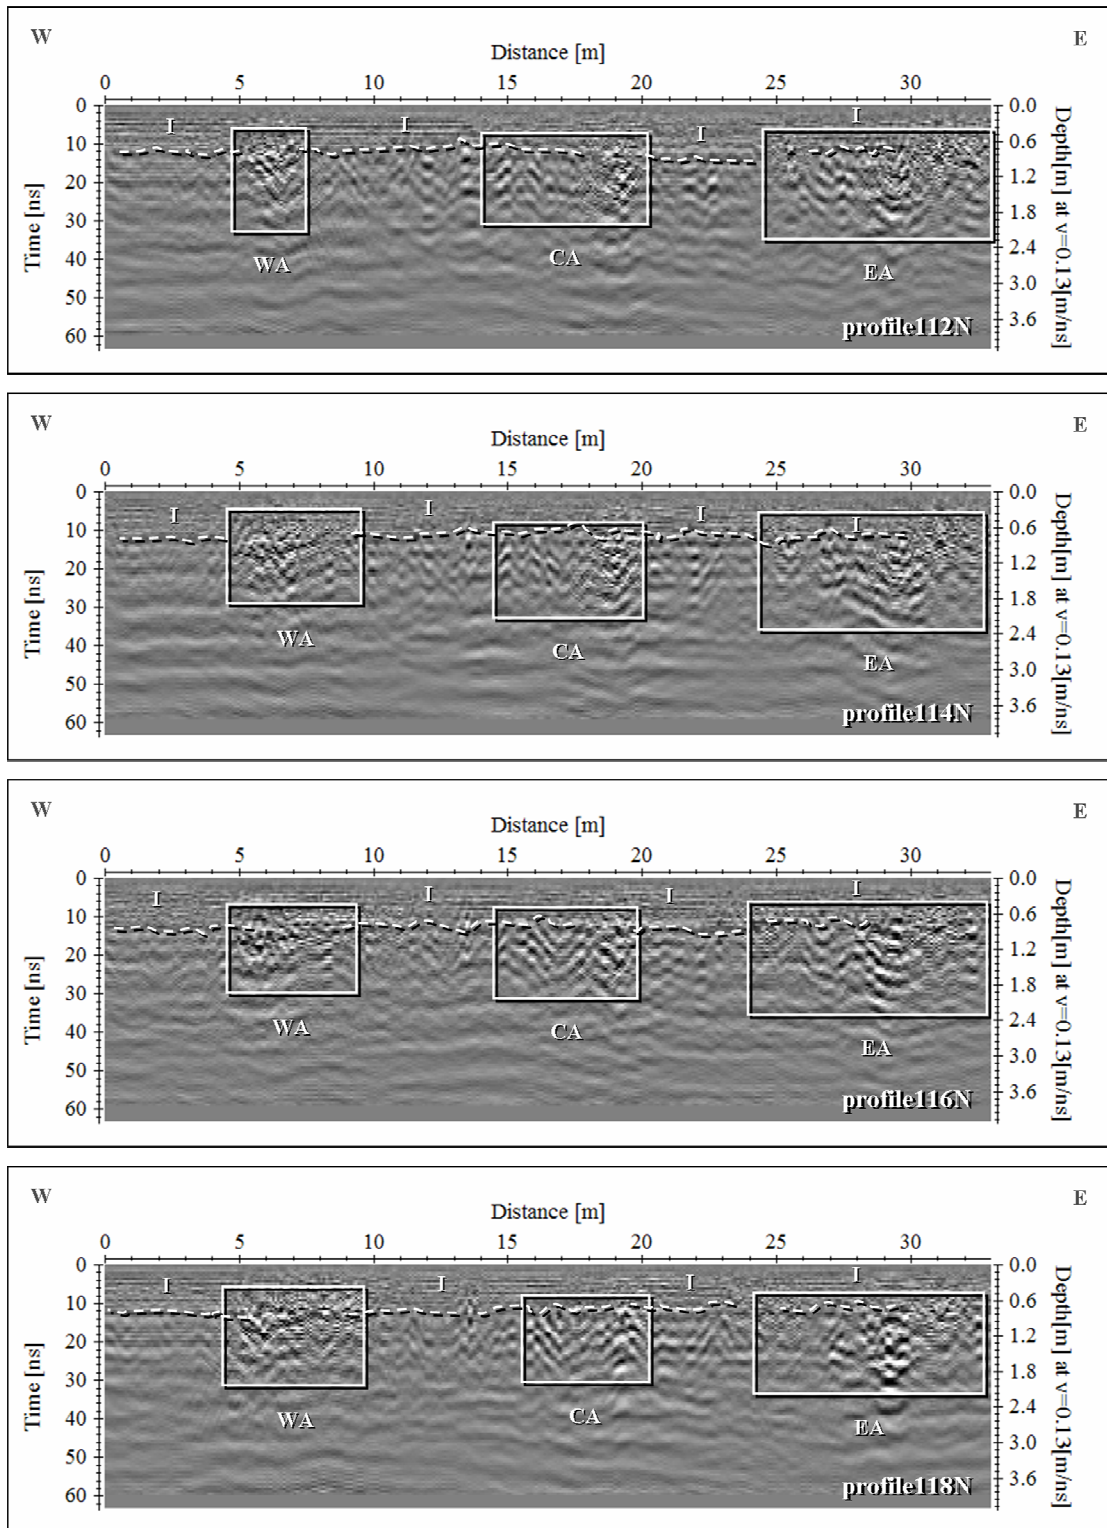 W E
Distance [m]
0 5 10 15 20 25 30
0 10 20 30 40 50 60
Time [ns]
0.0 0.6 1.2 1.8 2.4 3.0 3.6
Depth[m] at v=0.13[m/ns]
I I I I
WA CA EA
profile112N
W E
Distance [m]
0 5 10 15 20 25 30
0 10 20 30 40 50 60
Time [ns]
0.0 0.6 1.2 1.8 2.4 3.0 3.6
Depth[m] at v=0.13[m/ns]
I I I I
WA CA EA
profile114N
W E
Distance [m]
0 5 10 15 20 25 30
0 10 20 30 40 50 60
Time [ns]
0.0 0.6 1.2 1.8 2.4 3.0 3.6
Depth[m] at v=0.13[m/ns]
I I I I
WA CA EA
profile116N
W E
Distance [m]
0 5 10 15 20 25 30
0 10 20 30 40 50 60
Time [ns]
0.0 0.6 1.2 1.8 2.4 3.0 3.6
Depth[m] at v=0.13[m/ns]
I I I I
WA CA EA
profile118N